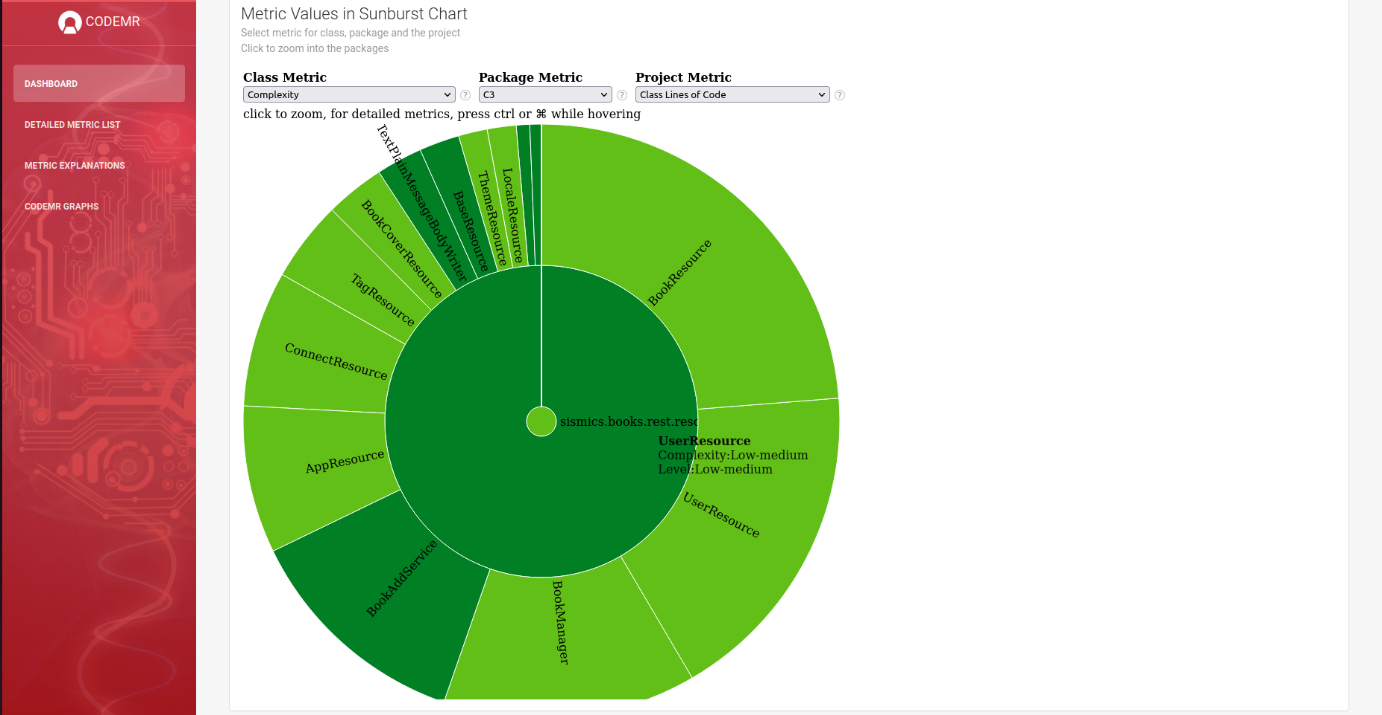 CODEMR
DASHBOARD
DETAILED METRIC LIST
METRIC EXPLANATIONS
CODEMR GRAPHS
Metric Values in Sunburst Chart
Select metric for class, package and the project
Click to zoom into the packages
Class Metric
Package Metric
Project Metric
Complexity
?
C3
?
Class Lines of Code
?
click to zoom, for detailed metrics, press ctrl or ⌘ while hovering
TextPlainMessageBodyWriter
BaseResource
ThemeResource
LocaleResource
BookCoverResource
BookResource
TagResource
ConnectResource
sismics.books.rest.resc
UserResource
Complexity:Low-medium
Level:Low-medium
AppResource
UserResource
BookAddService
BookManager